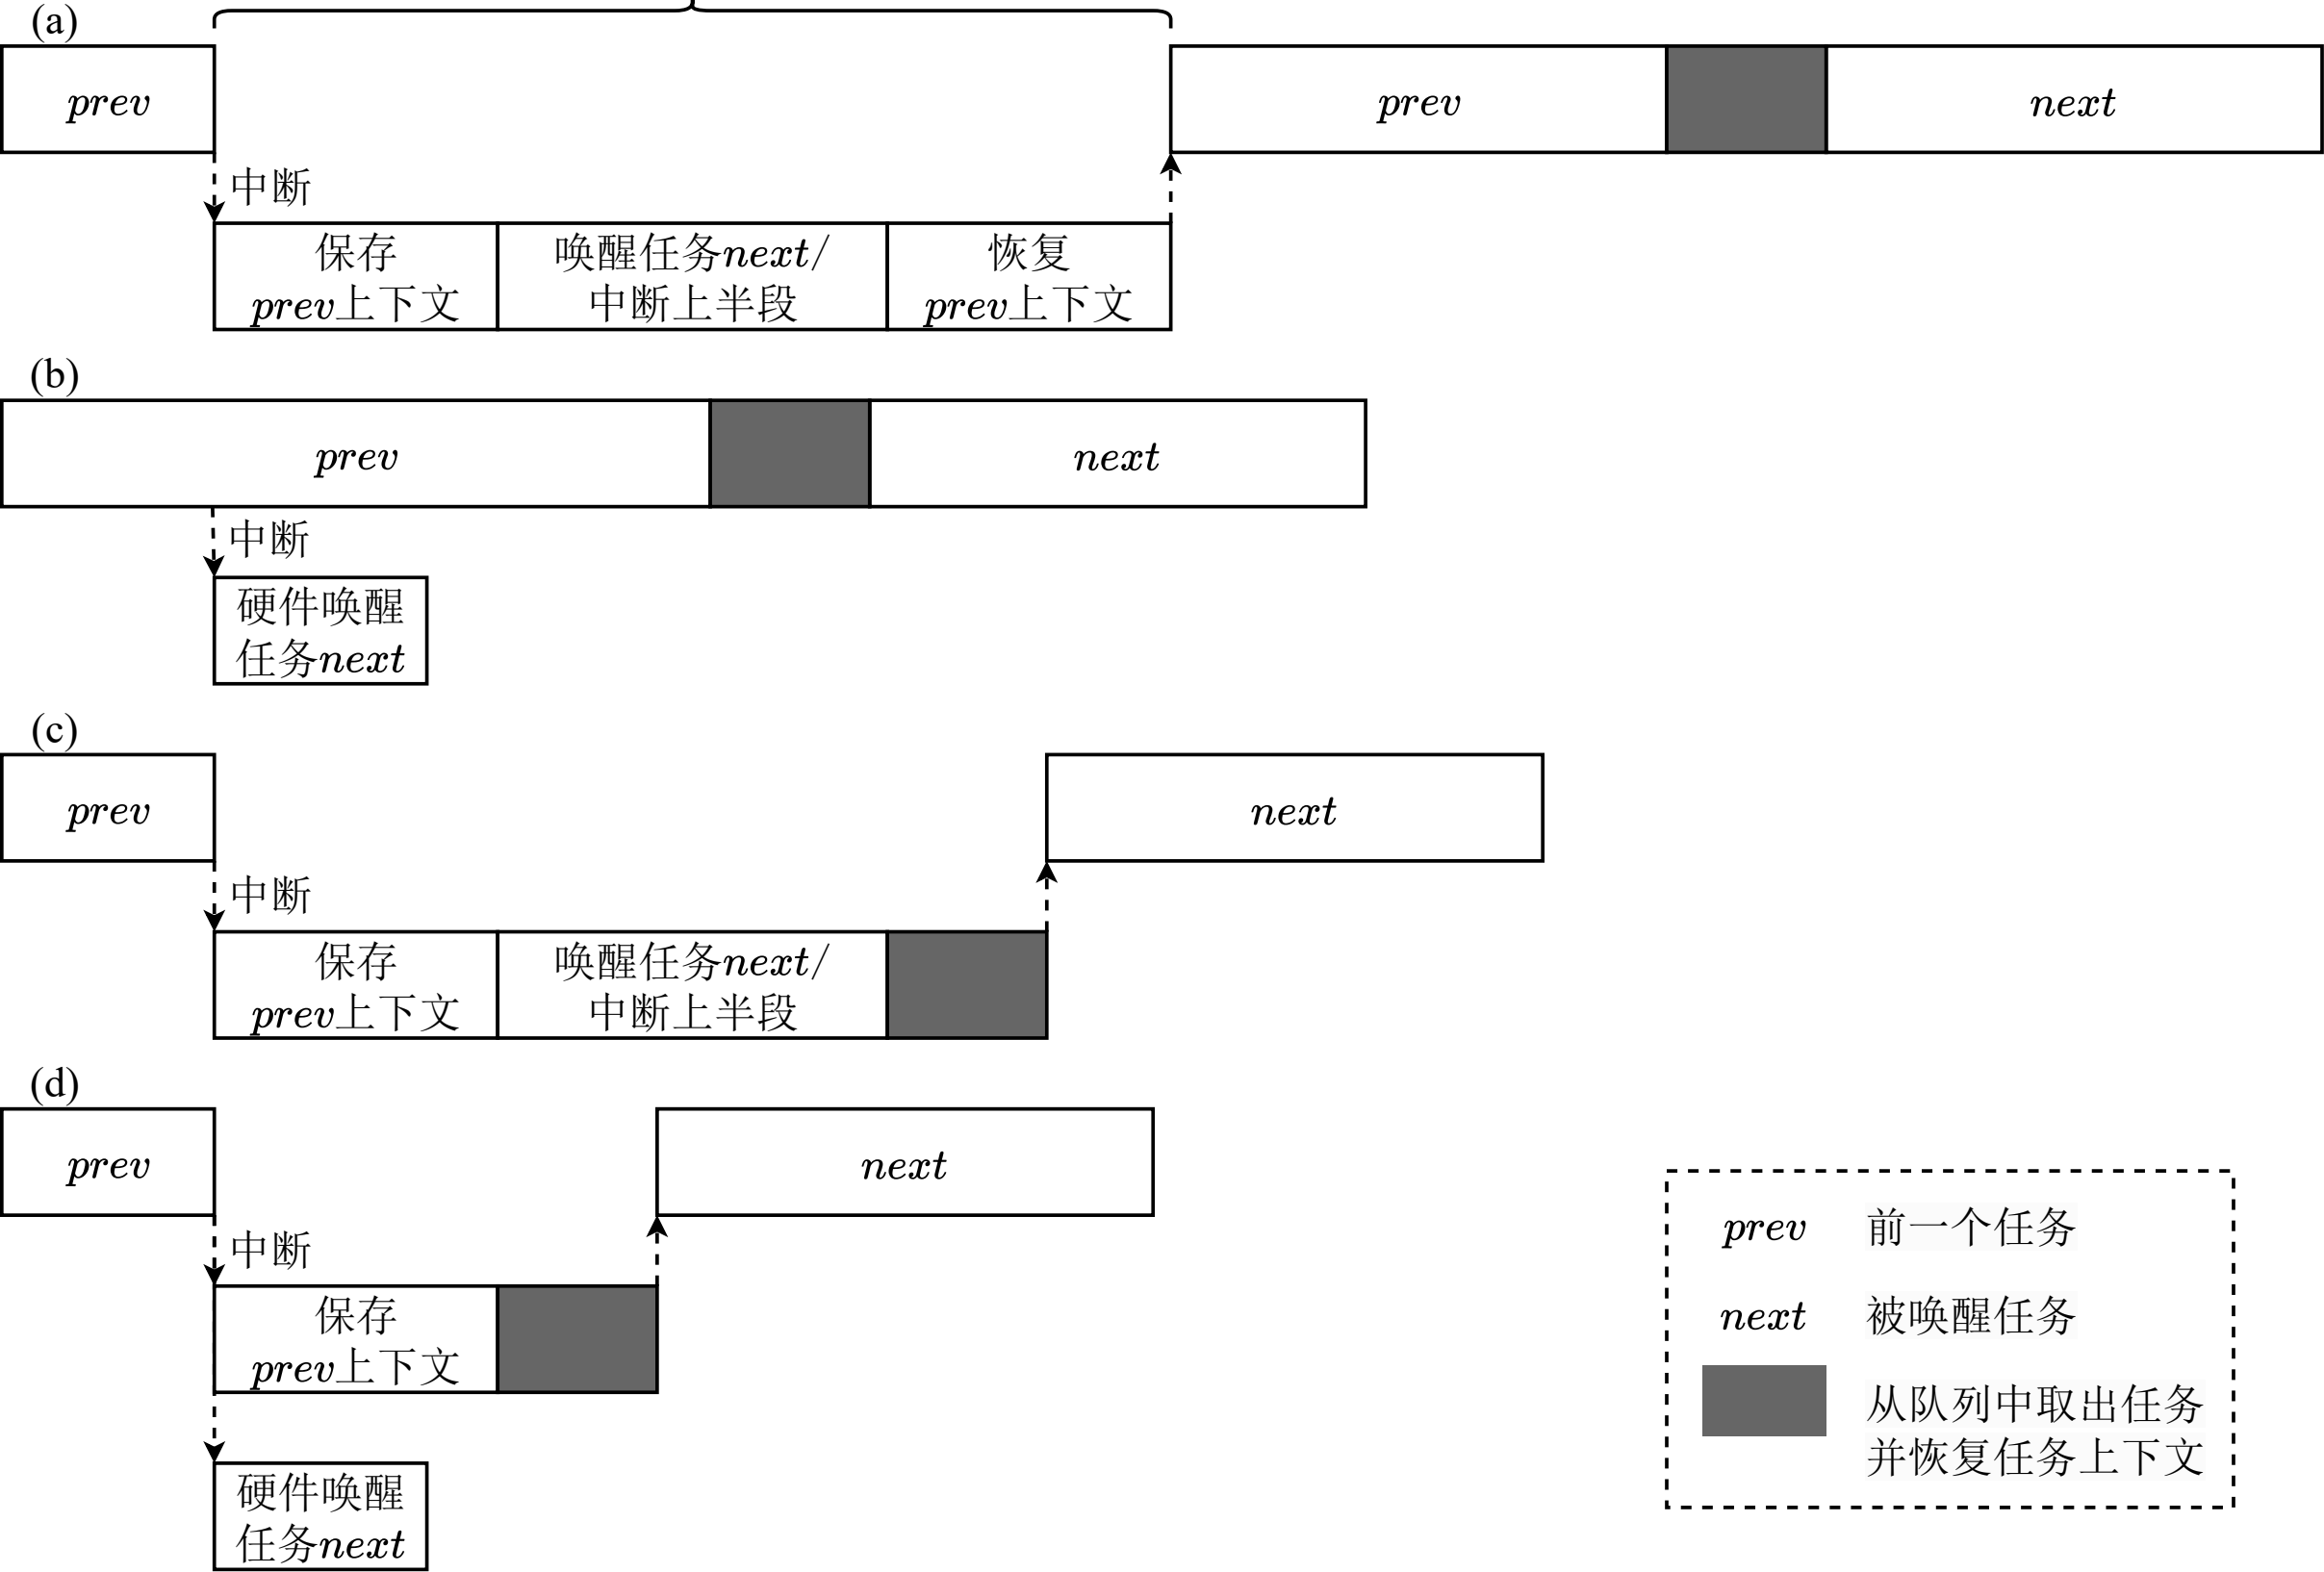 (a)
prev
prev
next
中断
保存
prev上下文
唤醒任务next/
中断上半段
恢复
prev上下文
(b)
prev
next
中断
硬件唤醒
任务next
(c)
prev
next
中断
保存
prev上下文
唤醒任务next/
中断上半段
(d)
prev
next
中断
保存
prev上下文
硬件唤醒
任务next
prev 前一个任务
next 被唤醒任务
从队列中取出任务
并恢复任务上下文